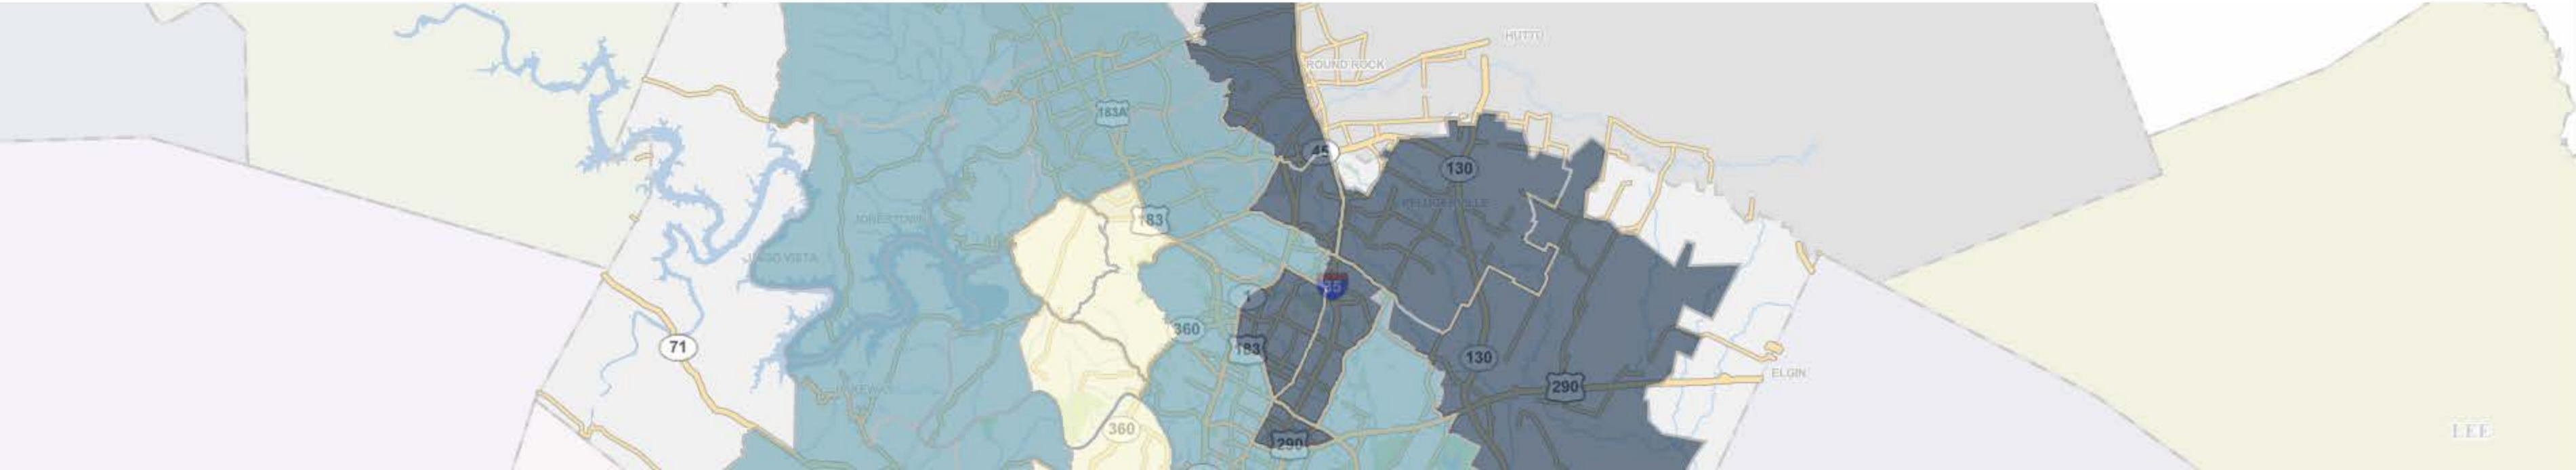 HUTTO
ROUND ROCK
183A
45
130
PFLUGERVILLE
JONESTOWN
183
LAGO VISTA
35
1
360
71
183
130
ELGIN
290
LAKEWAY
360
LEE
290